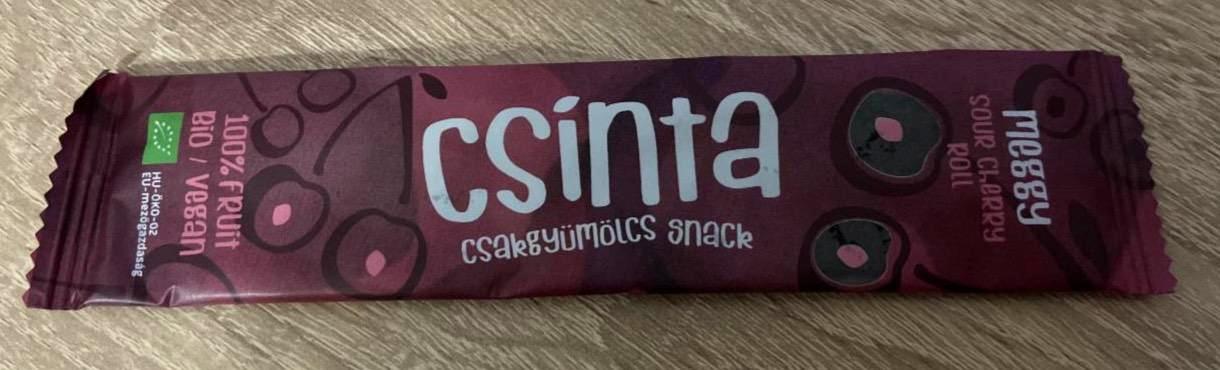 HU-ÖKO-02
EU-mezőgazdaság
100% FRUIT
BIO / vegan
csínta
csakgyümölcs snack
meggy
SOUR CHERRY
ROLL